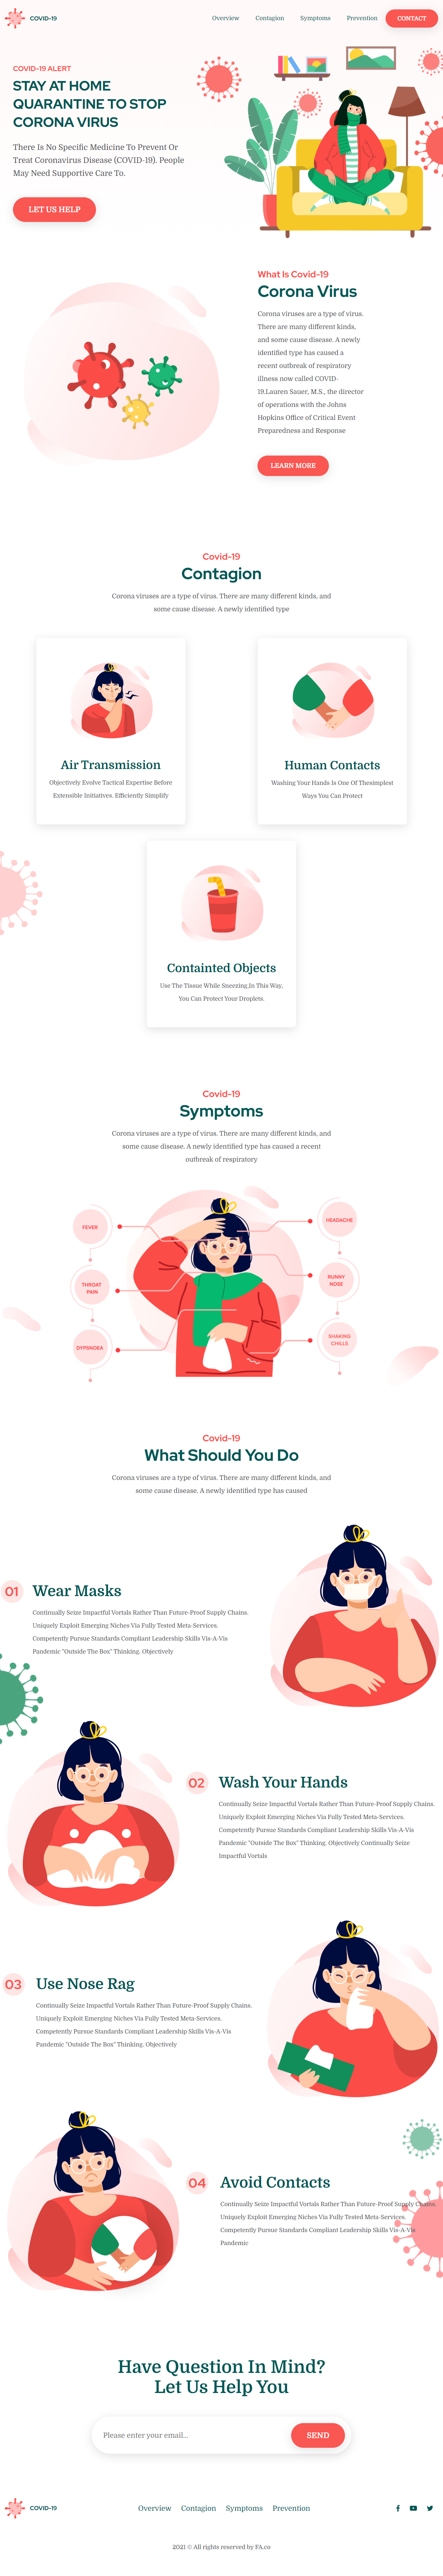 COVID-19
Overview Contagion Symptoms Prevention CONTACT
COVID-19 ALERT
STAY AT HOME
QUARANTINE TO STOP
CORONA VIRUS
There Is No Specific Medicine To Prevent Or
Treat Coronavirus Disease (COVID-19). People
May Need Supportive Care To.
LET US HELP
What Is Covid-19
Corona Virus
Corona viruses are a type of virus.
There are many different kinds,
and some cause disease. A newly
identified type has caused a
recent outbreak of respiratory
illness now called COVID-
19.Lauren Sauer, M.S., the director
of operations with the Johns
Hopkins Office of Critical Event
Preparedness and Response
LEARN MORE
Covid-19
Contagion
Corona viruses are a type of virus. There are many different kinds, and
some cause disease. A newly identified type
Air Transmission
Objectively Evolve Tactical Expertise Before
Extensible Initiatives. Efficiently Simplify
Human Contacts
Washing Your Hands Is One Of Thesimplest
Ways You Can Protect
Containted Objects
Use The Tissue While Sneezing,In This Way,
You Can Protect Your Droplets.
Covid-19
Symptoms
Corona viruses are a type of virus. There are many different kinds, and
some cause disease. A newly identified type has caused a recent
outbreak of respiratory
FEVER
HEADACHE
THROAT
PAIN
RUNNY
NOSE
DYPSNOEA
SHAKING
CHILLS
Covid-19
What Should You Do
Corona viruses are a type of virus. There are many different kinds, and
some cause disease. A newly identified type has caused
01 Wear Masks
Continually Seize Impactful Vortals Rather Than Future-Proof Supply Chains.
Uniquely Exploit Emerging Niches Via Fully Tested Meta-Services.
Competently Pursue Standards Compliant Leadership Skills Vis-A-Vis
Pandemic "Outside The Box" Thinking. Objectively
02 Wash Your Hands
Continually Seize Impactful Vortals Rather Than Future-Proof Supply Chains.
Uniquely Exploit Emerging Niches Via Fully Tested Meta-Services.
Competently Pursue Standards Compliant Leadership Skills Vis-A-Vis
Pandemic "Outside The Box" Thinking. Objectively Continually Seize
Impactful Vortals
03 Use Nose Rag
Continually Seize Impactful Vortals Rather Than Future-Proof Supply Chains.
Uniquely Exploit Emerging Niches Via Fully Tested Meta-Services.
Competently Pursue Standards Compliant Leadership Skills Vis-A-Vis
Pandemic "Outside The Box" Thinking. Objectively
04 Avoid Contacts
Continually Seize Impactful Vortals Rather Than Future-Proof Supply Chains.
Uniquely Exploit Emerging Niches Via Fully Tested Meta-Services.
Competently Pursue Standards Compliant Leadership Skills Vis-A-Vis
Pandemic
Have Question In Mind?
Let Us Help You
Please enter your email...
SEND
COVID-19
Overview Contagion Symptoms Prevention
2021 © All rights reserved by FA.co